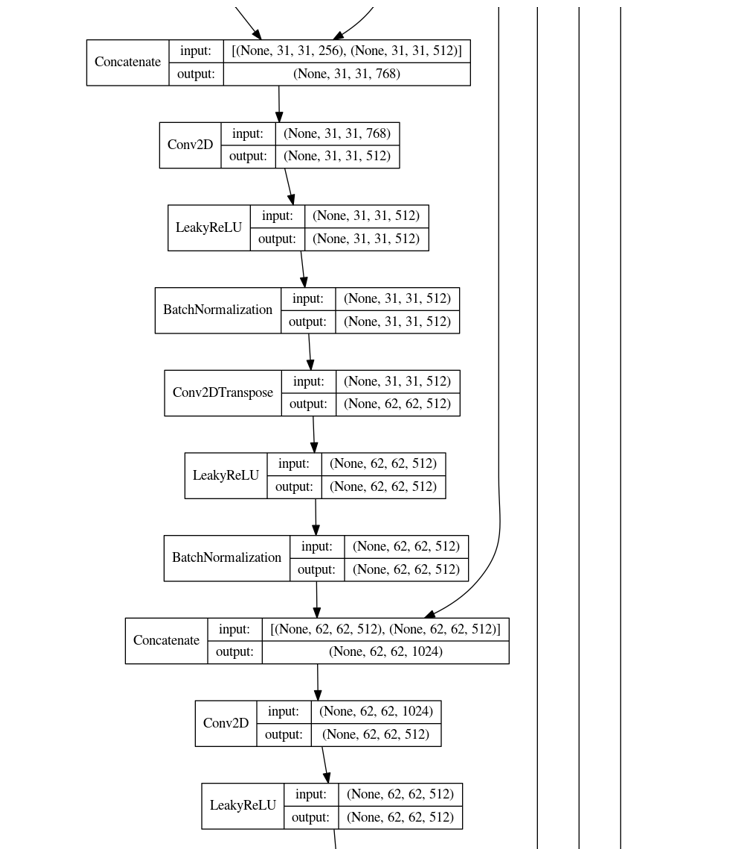 Concatenate input: [(None, 31, 31, 256), (None, 31, 31, 512)]
output: (None, 31, 31, 768)
Conv2D input: (None, 31, 31, 768)
output: (None, 31, 31, 512)
LeakyReLU input: (None, 31, 31, 512)
output: (None, 31, 31, 512)
BatchNormalization input: (None, 31, 31, 512)
output: (None, 31, 31, 512)
Conv2DTranspose input: (None, 31, 31, 512)
output: (None, 62, 62, 512)
LeakyReLU input: (None, 62, 62, 512)
output: (None, 62, 62, 512)
BatchNormalization input: (None, 62, 62, 512)
output: (None, 62, 62, 512)
Concatenate input: [(None, 62, 62, 512), (None, 62, 62, 512)]
output: (None, 62, 62, 1024)
Conv2D input: (None, 62, 62, 1024)
output: (None, 62, 62, 512)
LeakyReLU input: (None, 62, 62, 512)
output: (None, 62, 62, 512)